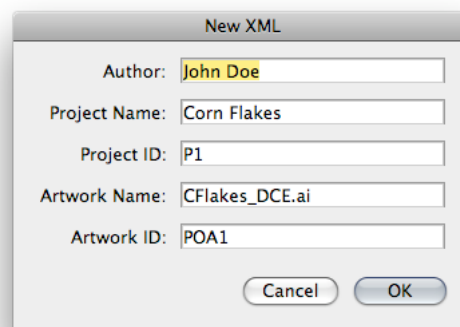 New XML
Author: John Doe
Project Name: Corn Flakes
Project ID: P1
Artwork Name: CFlakes_DCE.ai
Artwork ID: POA1
Cancel OK